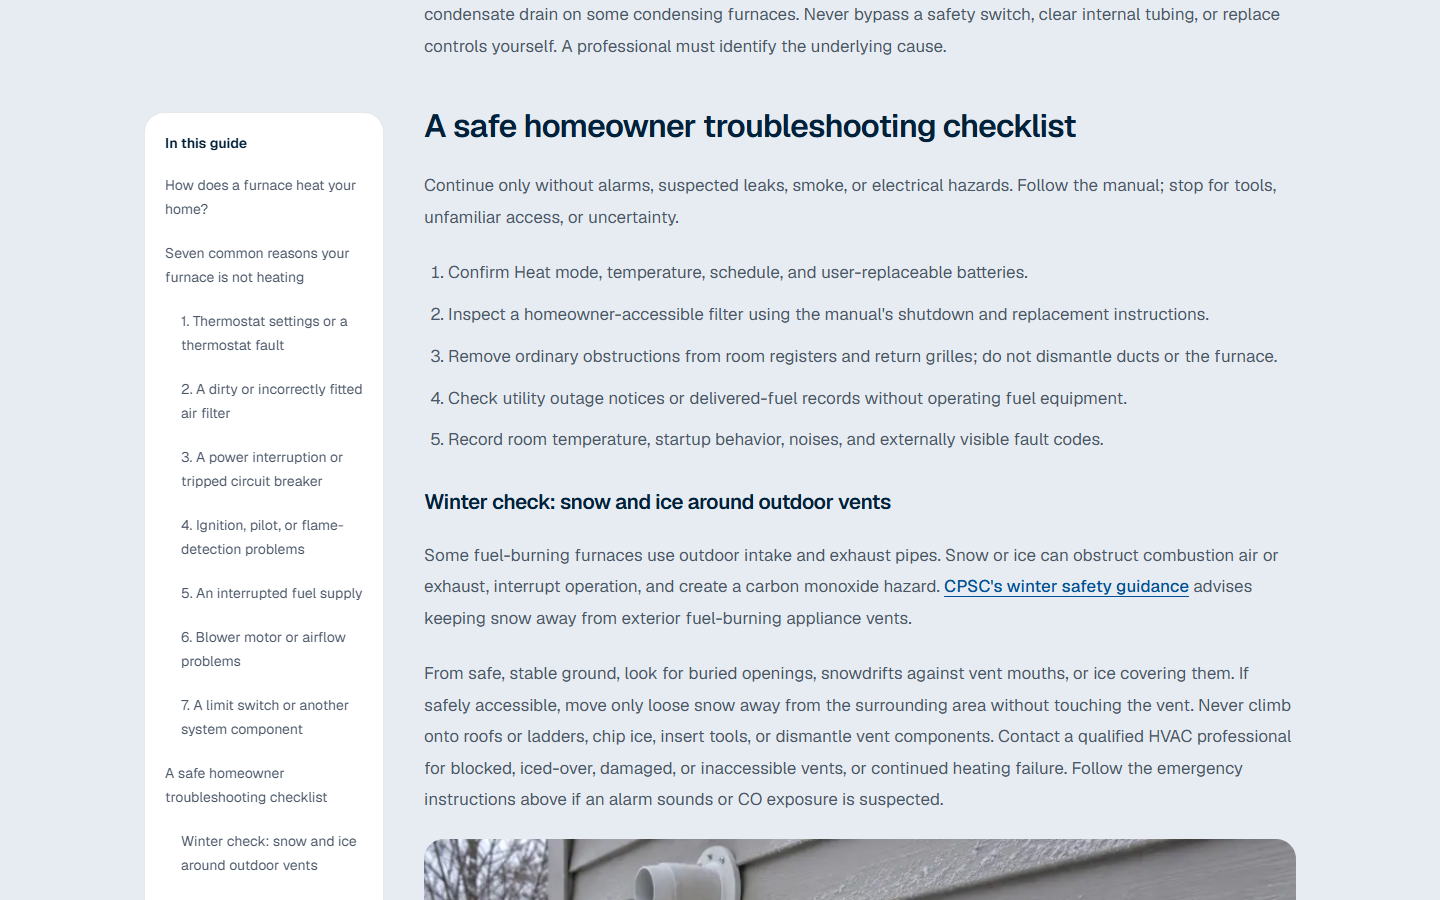 condensate drain on some condensing furnaces. Never bypass a safety switch, clear internal tubing, or replace
controls yourself. A professional must identify the underlying cause.
In this guide
How does a furnace heat your
home?
Seven common reasons your
furnace is not heating
1. Thermostat settings or a
thermostat fault
2. A dirty or incorrectly fitted
air filter
3. A power interruption or
tripped circuit breaker
4. Ignition, pilot, or flame-
detection problems
5. An interrupted fuel supply
6. Blower motor or airflow
problems
7. A limit switch or another
system component
A safe homeowner
troubleshooting checklist
Winter check: snow and ice
around outdoor vents
A safe homeowner troubleshooting checklist
Continue only without alarms, suspected leaks, smoke, or electrical hazards. Follow the manual; stop for tools,
unfamiliar access, or uncertainty.
1. Confirm Heat mode, temperature, schedule, and user-replaceable batteries.
2. Inspect a homeowner-accessible filter using the manual's shutdown and replacement instructions.
3. Remove ordinary obstructions from room registers and return grilles; do not dismantle ducts or the furnace.
4. Check utility outage notices or delivered-fuel records without operating fuel equipment.
5. Record room temperature, startup behavior, noises, and externally visible fault codes.
Winter check: snow and ice around outdoor vents
Some fuel-burning furnaces use outdoor intake and exhaust pipes. Snow or ice can obstruct combustion air or
exhaust, interrupt operation, and create a carbon monoxide hazard. CPSC's winter safety guidance advises
keeping snow away from exterior fuel-burning appliance vents.
From safe, stable ground, look for buried openings, snowdrifts against vent mouths, or ice covering them. If
safely accessible, move only loose snow away from the surrounding area without touching the vent. Never climb
onto roofs or ladders, chip ice, insert tools, or dismantle vent components. Contact a qualified HVAC professional
for blocked, iced-over, damaged, or inaccessible vents, or continued heating failure. Follow the emergency
instructions above if an alarm sounds or CO exposure is suspected.